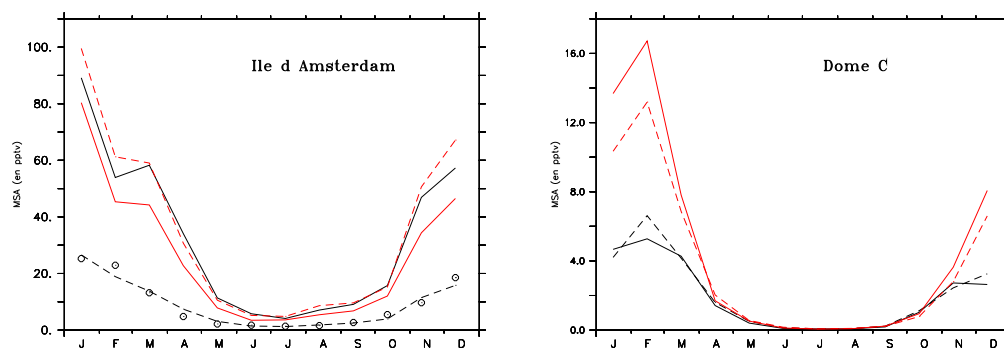 Ile d Amsterdam
MSA (en pptv)
100.
80.
60.
40.
20.
0.
J F M A M J J A S O N D
Dome C
MSA (en pptv)
16.0
12.0
8.0
4.0
0.0
J F M A M J J A S O N D